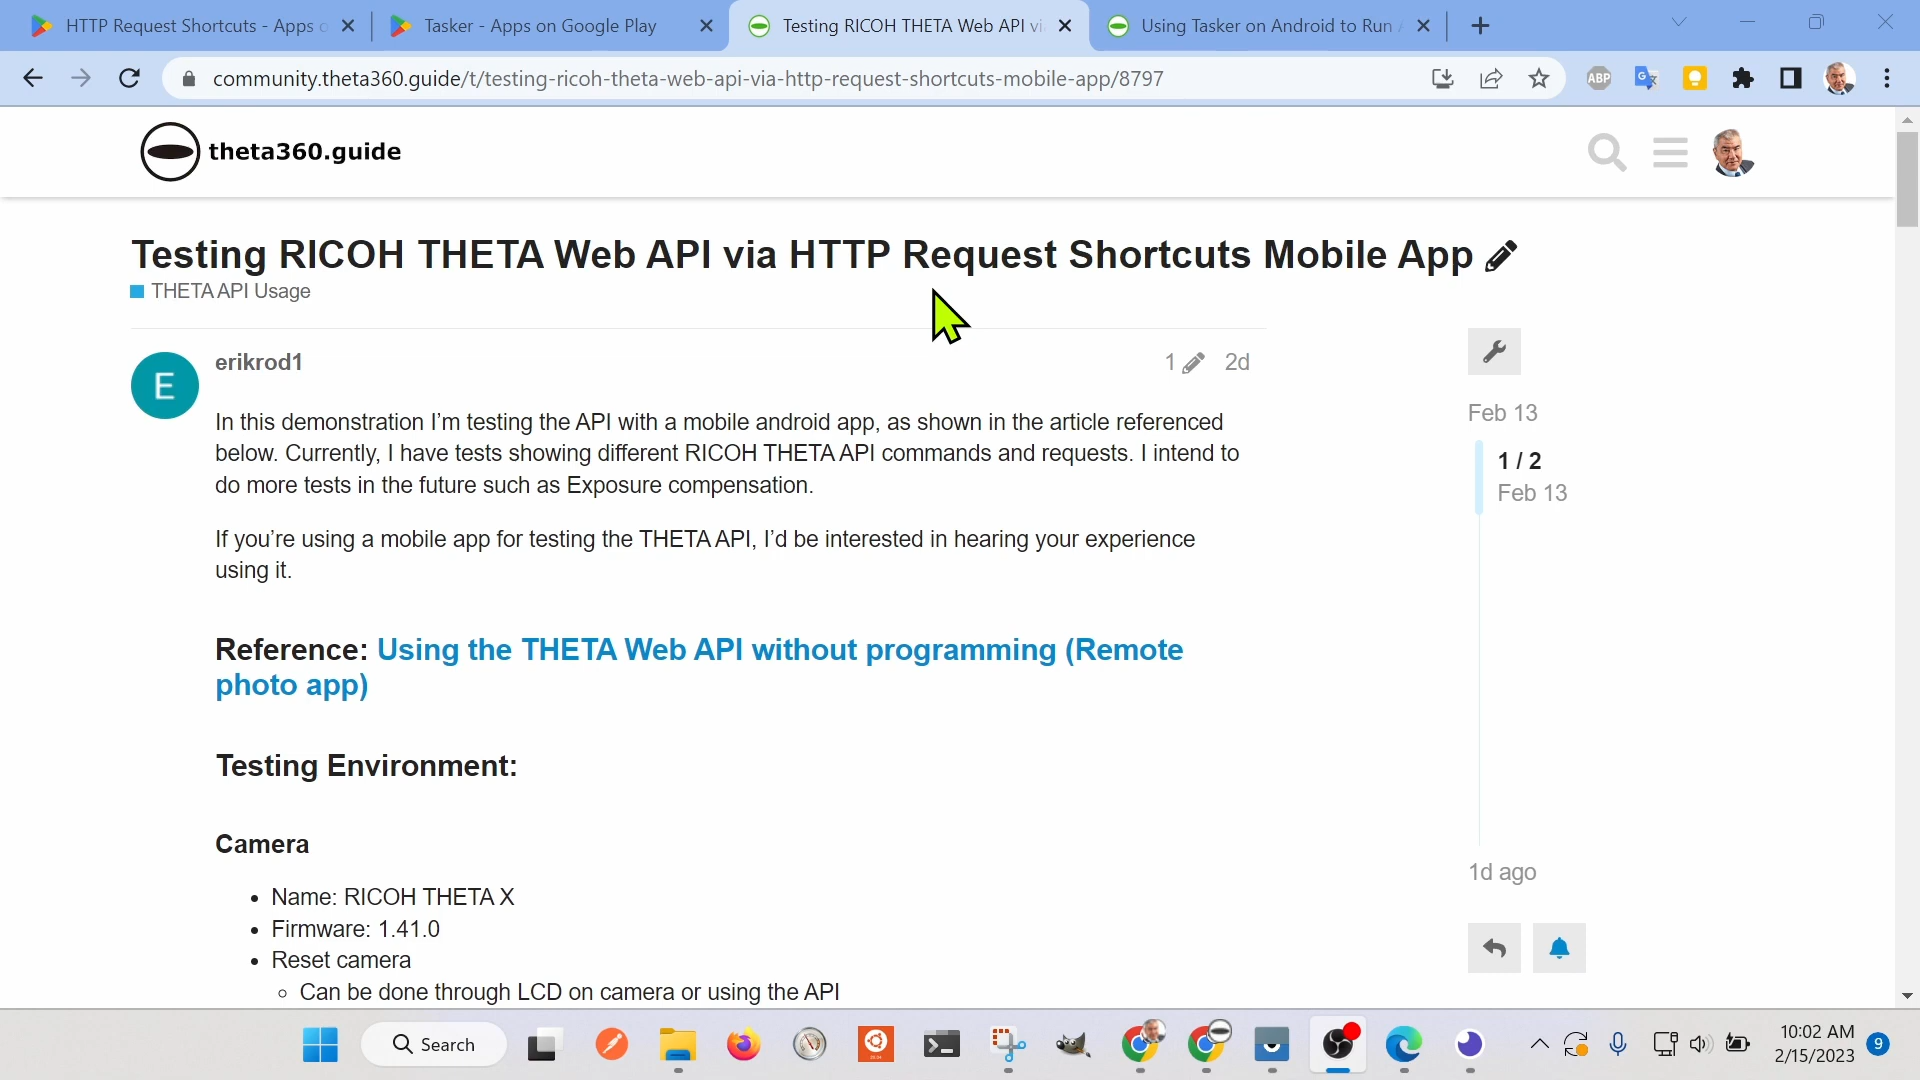 HTTP Request Shortcuts - Apps o
Tasker - Apps on Google Play
Testing RICOH THETA Web API vi
Using Tasker on Android to Run A
community.theta360.guide/t/testing-ricoh-theta-web-api-via-http-request-shortcuts-mobile-app/8797
ABP
theta360.guide
Testing RICOH THETA Web API via HTTP Request Shortcuts Mobile App
THETA API Usage
E
erikrod1
1
2d
In this demonstration I'm testing the API with a mobile android app, as shown in the article referenced
below. Currently, I have tests showing different RICOH THETA API commands and requests. I intend to
do more tests in the future such as Exposure compensation.
If you're using a mobile app for testing the THETA API, I'd be interested in hearing your experience
using it.
Reference: Using the THETA Web API without programming (Remote
photo app)
Testing Environment:
Camera
• Name: RICOH THETA X
• Firmware: 1.41.0
• Reset camera
○ Can be done through LCD on camera or using the API
Feb 13
1 / 2
Feb 13
1d ago
Search
10:02 AM
2/15/2023
9